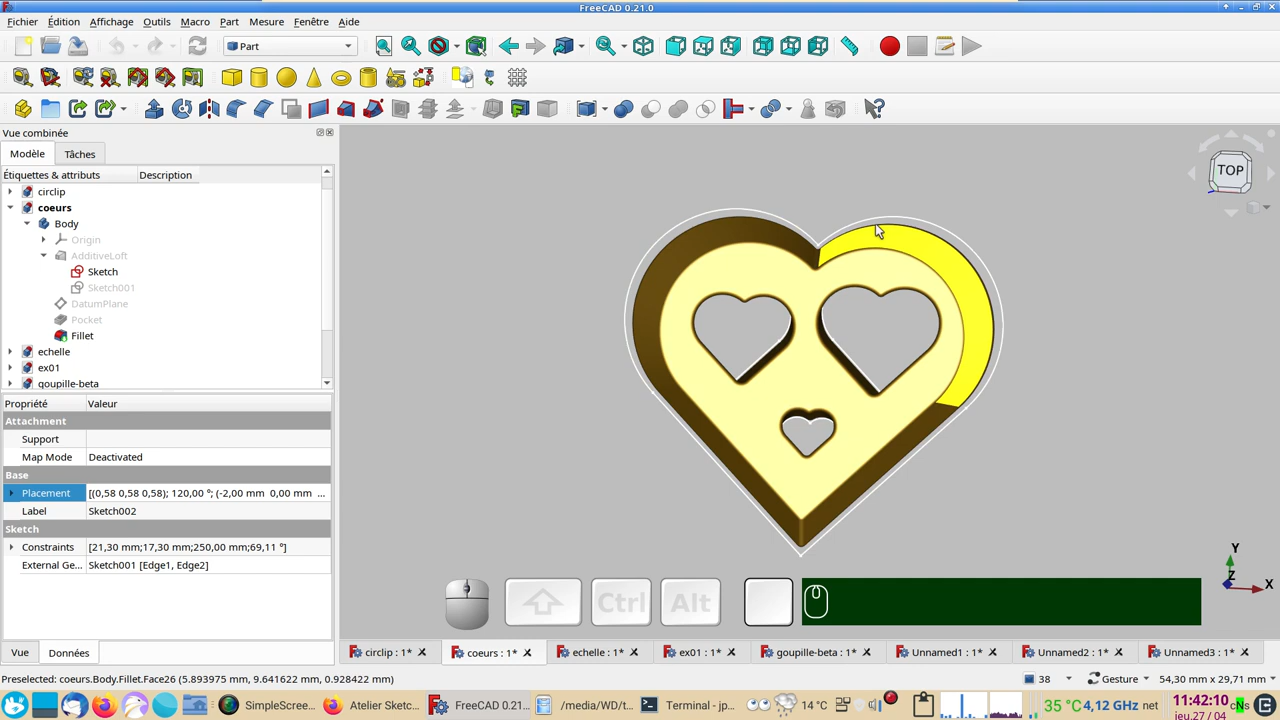 FreeCAD 0.21.0
Fichier Édition Affichage Outils Macro Part Mesure Fenêtre Aide
Part
Vue combinée
Modèle Tâches
Étiquettes & attributs Description
circlip
coeurs
Body
Origin
AdditiveLoft
Sketch
Sketch001
DatumPlane
Pocket
Fillet
echelle
ex01
goupille-beta
Propriété Valeur
Attachment
Support
Map Mode Deactivated
Base
Placement [(0,58 0,58 0,58); 120,00 °; (-2,00 mm 0,00 mm ...
Label Sketch002
Sketch
Constraints [21,30 mm;17,30 mm;250,00 mm;69,11 °]
External Ge... Sketch001 [Edge1, Edge2]
TOP
Y
Z
X
Ctrl Alt
Vue Données
circlip : 1* coeurs : 1* echelle : 1* ex01 : 1* goupille-beta : 1* Unnamed1 : 1* Unnamed2 : 1* Unnamed3 : 1*
Preselected: coeurs.Body.Fillet.Face26 (5.893975 mm, 9.641622 mm, 0.928422 mm)
38 Gesture 54,30 mm x 29,71 mm
SimpleScree... Atelier Sketc... FreeCAD 0.21... /media/WD/t... Terminal - jp... 14 °C 35 °C 4,12 GHz net
11:42:10
jeu.27 / 04